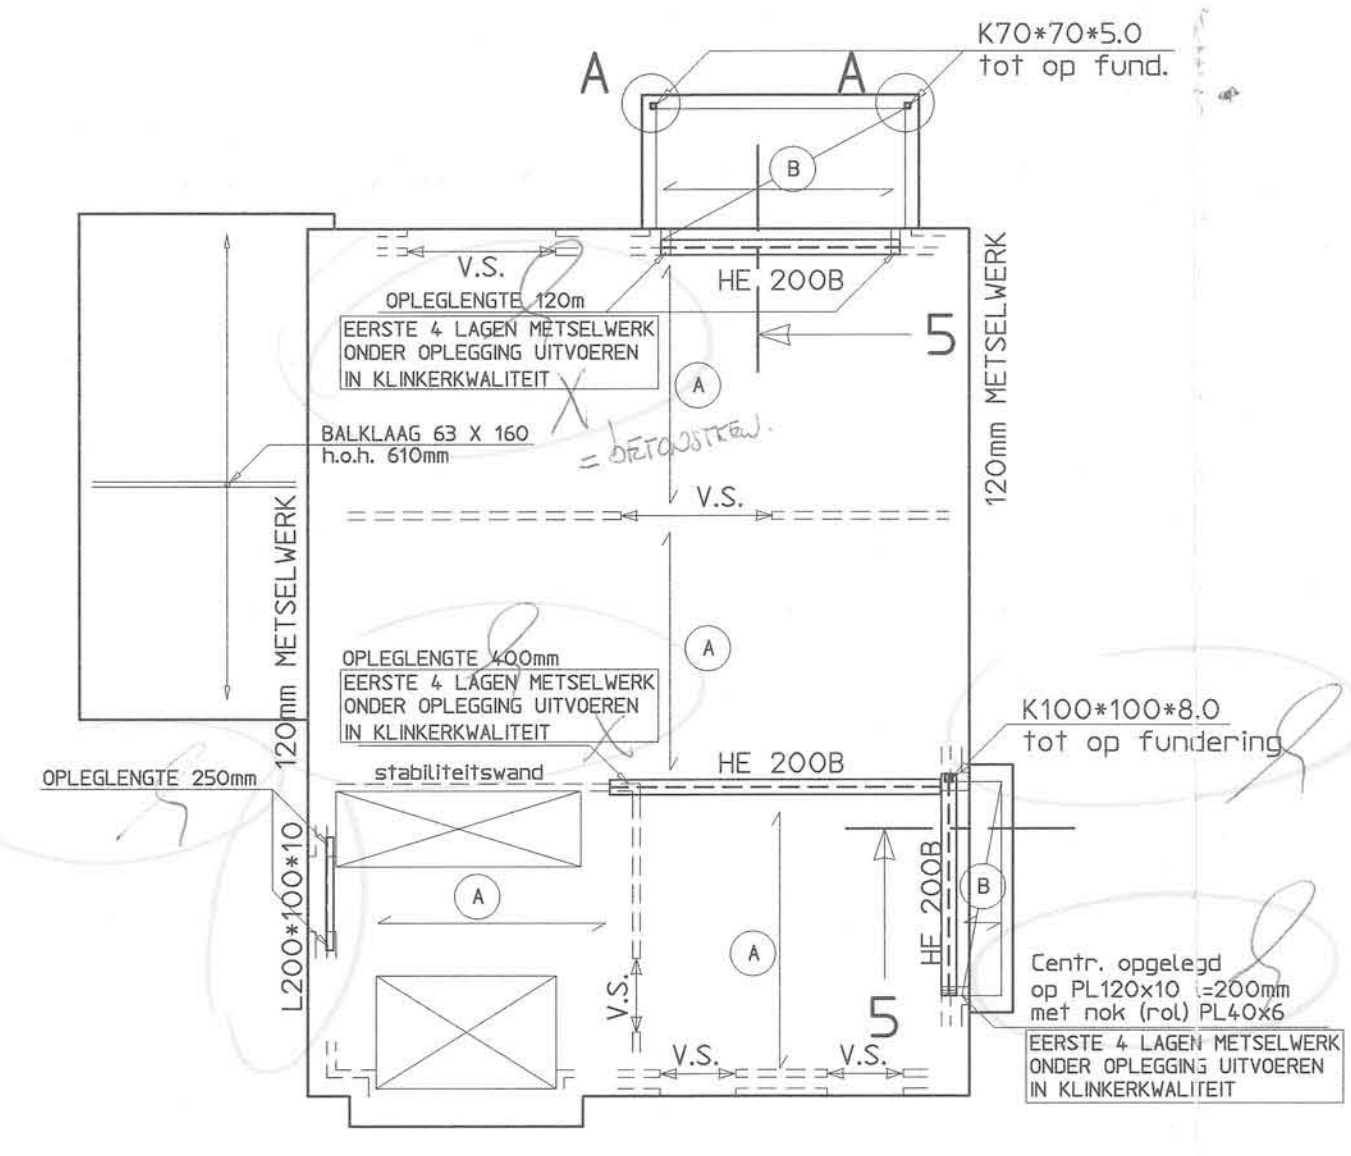 K70*70*5.0
tot op fund.
A
A
B
V.S.
HE 200B
120mm METSELWERK
OPLEGLENGTE 120m
EERSTE 4 LAGEN METSELWERK
ONDER OPLEGGING UITVOEREN
IN KLINKERKWALITEIT
5
A
BALKLAAG 63 X 160
h.o.h. 610mm
= BETONSTEEN.
V.S.
120mm METSELWERK
A
OPLEGLENGTE 400mm
EERSTE 4 LAGEN METSELWERK
ONDER OPLEGGING UITVOEREN
IN KLINKERKWALITEIT
K100*100*8.0
tot op fundering
HE 200B
stabiliteitswand
OPLEGLENGTE 250mm
L200*100*10
A
HE 200B
B
A
V.S.
5
Centr. opgelegd
op PL120x10 L=200mm
met nok (rol) PL40x6
EERSTE 4 LAGEN METSELWERK
ONDER OPLEGGING UITVOEREN
IN KLINKERKWALITEIT
V.S.
V.S.